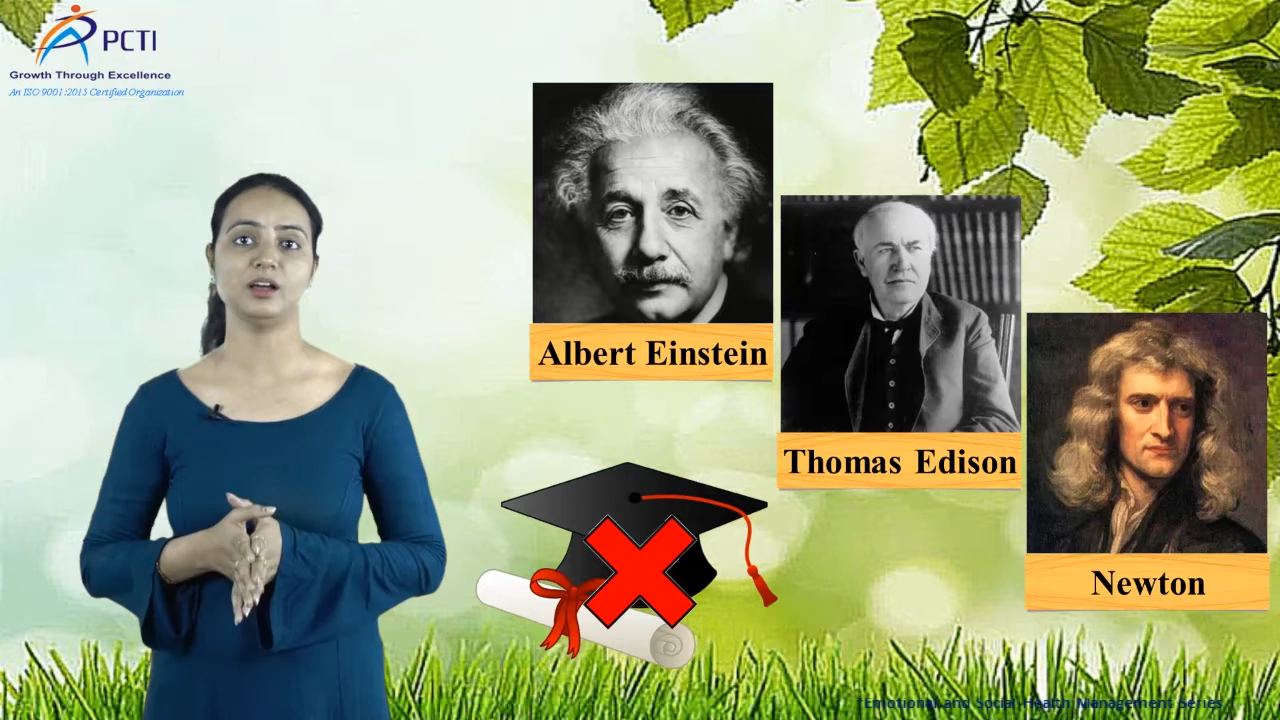 PCTI
Growth Through Excellence
An ISO 9001:2015 Certified Organization
Albert Einstein
Thomas Edison
Newton
*Emotional and Social Health Management Series